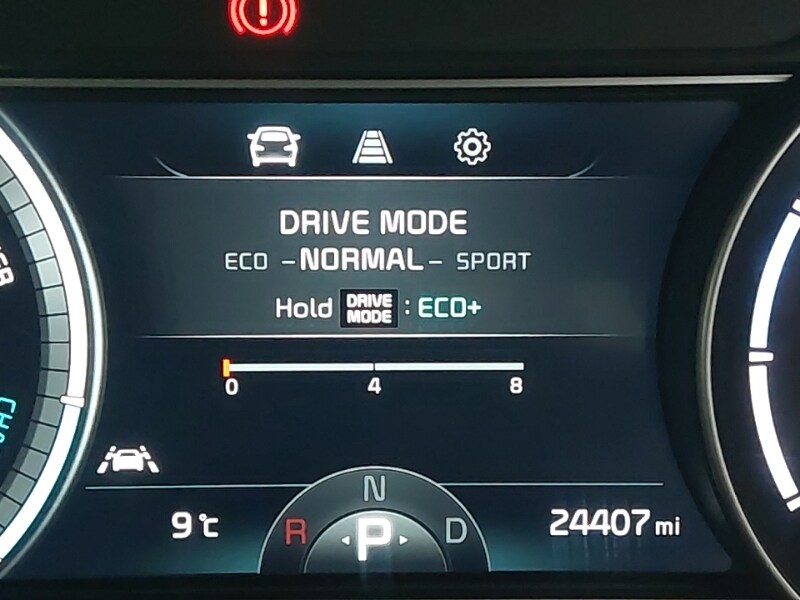 DRIVE MODE
ECO – NORMAL – SPORT
Hold DRIVE MODE : ECO+
0 4 8
N
R P D
9 °C
24407 mi